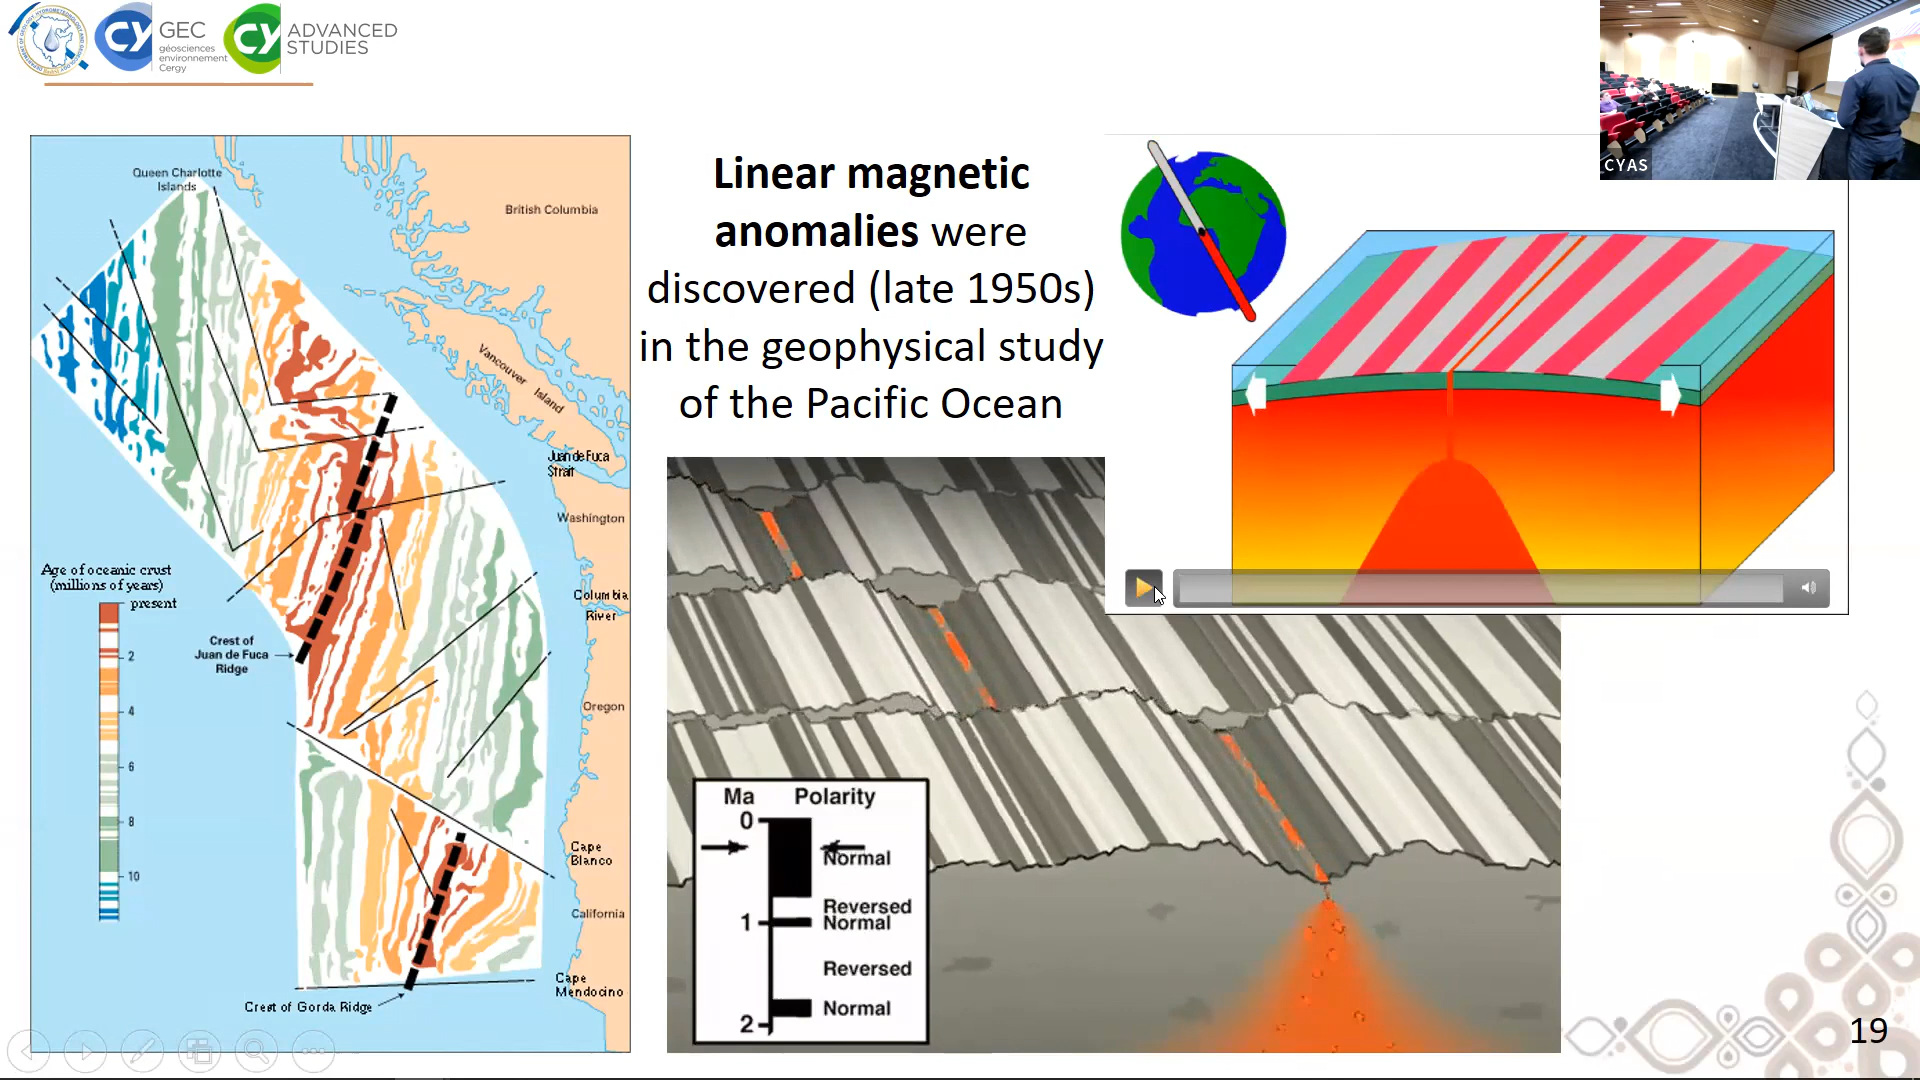 GEC
géosciences
environnement
Cergy
CY
CY
ADVANCED
STUDIES
CYAS
Linear magnetic
anomalies were
discovered (late 1950s)
in the geophysical study
of the Pacific Ocean
Queen Charlotte
Islands
British Columbia
Vancouver Island
Juan de Fuca
Strait
Washington
Columbia
River
Oregon
Cape
Blanco
California
Cape
Mendocino
Age of oceanic crust
(millions of years)
present
2
4
6
8
10
Crest of
Juan de Fuca
Ridge
Crest of Gorda Ridge
Ma Polarity
0
Normal
Reversed
1 Normal
Reversed
Normal
2
19